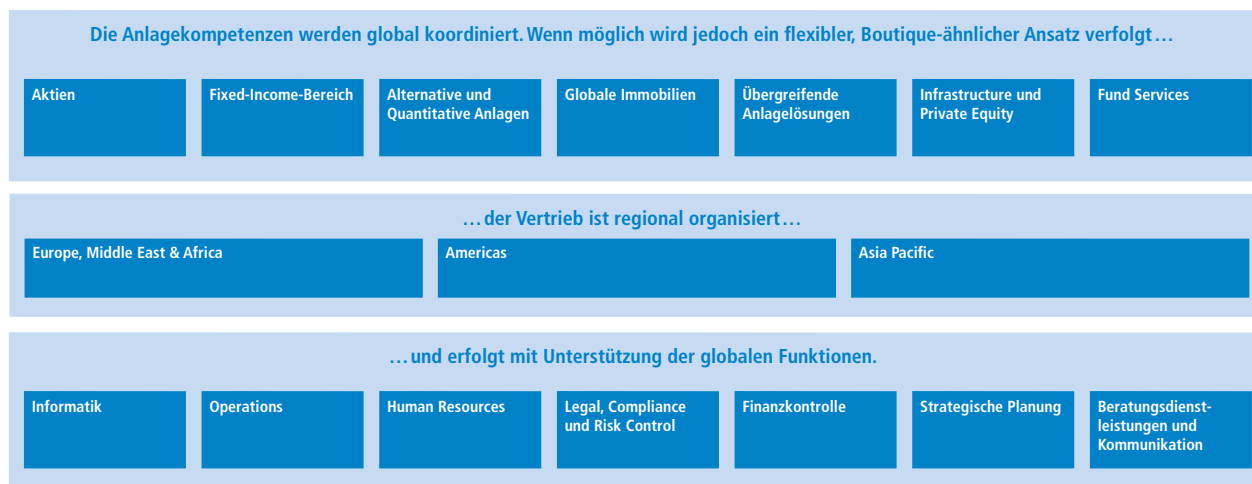 Die Anlagekompetenzen werden global koordiniert. Wenn möglich wird jedoch ein flexibler, Boutique-ähnlicher Ansatz verfolgt…
Aktien
Fixed-Income-Bereich
Alternative und
Quantitative Anlagen
Globale Immobilien
Übergreifende
Anlagelösungen
Infrastructure und
Private Equity
Fund Services
…der Vertrieb ist regional organisiert…
Europe, Middle East & Africa
Americas
Asia Pacific
…und erfolgt mit Unterstützung der globalen Funktionen.
Informatik
Operations
Human Resources
Legal, Compliance
und Risk Control
Finanzkontrolle
Strategische Planung
Beratungsdienst-
leistungen und
Kommunikation